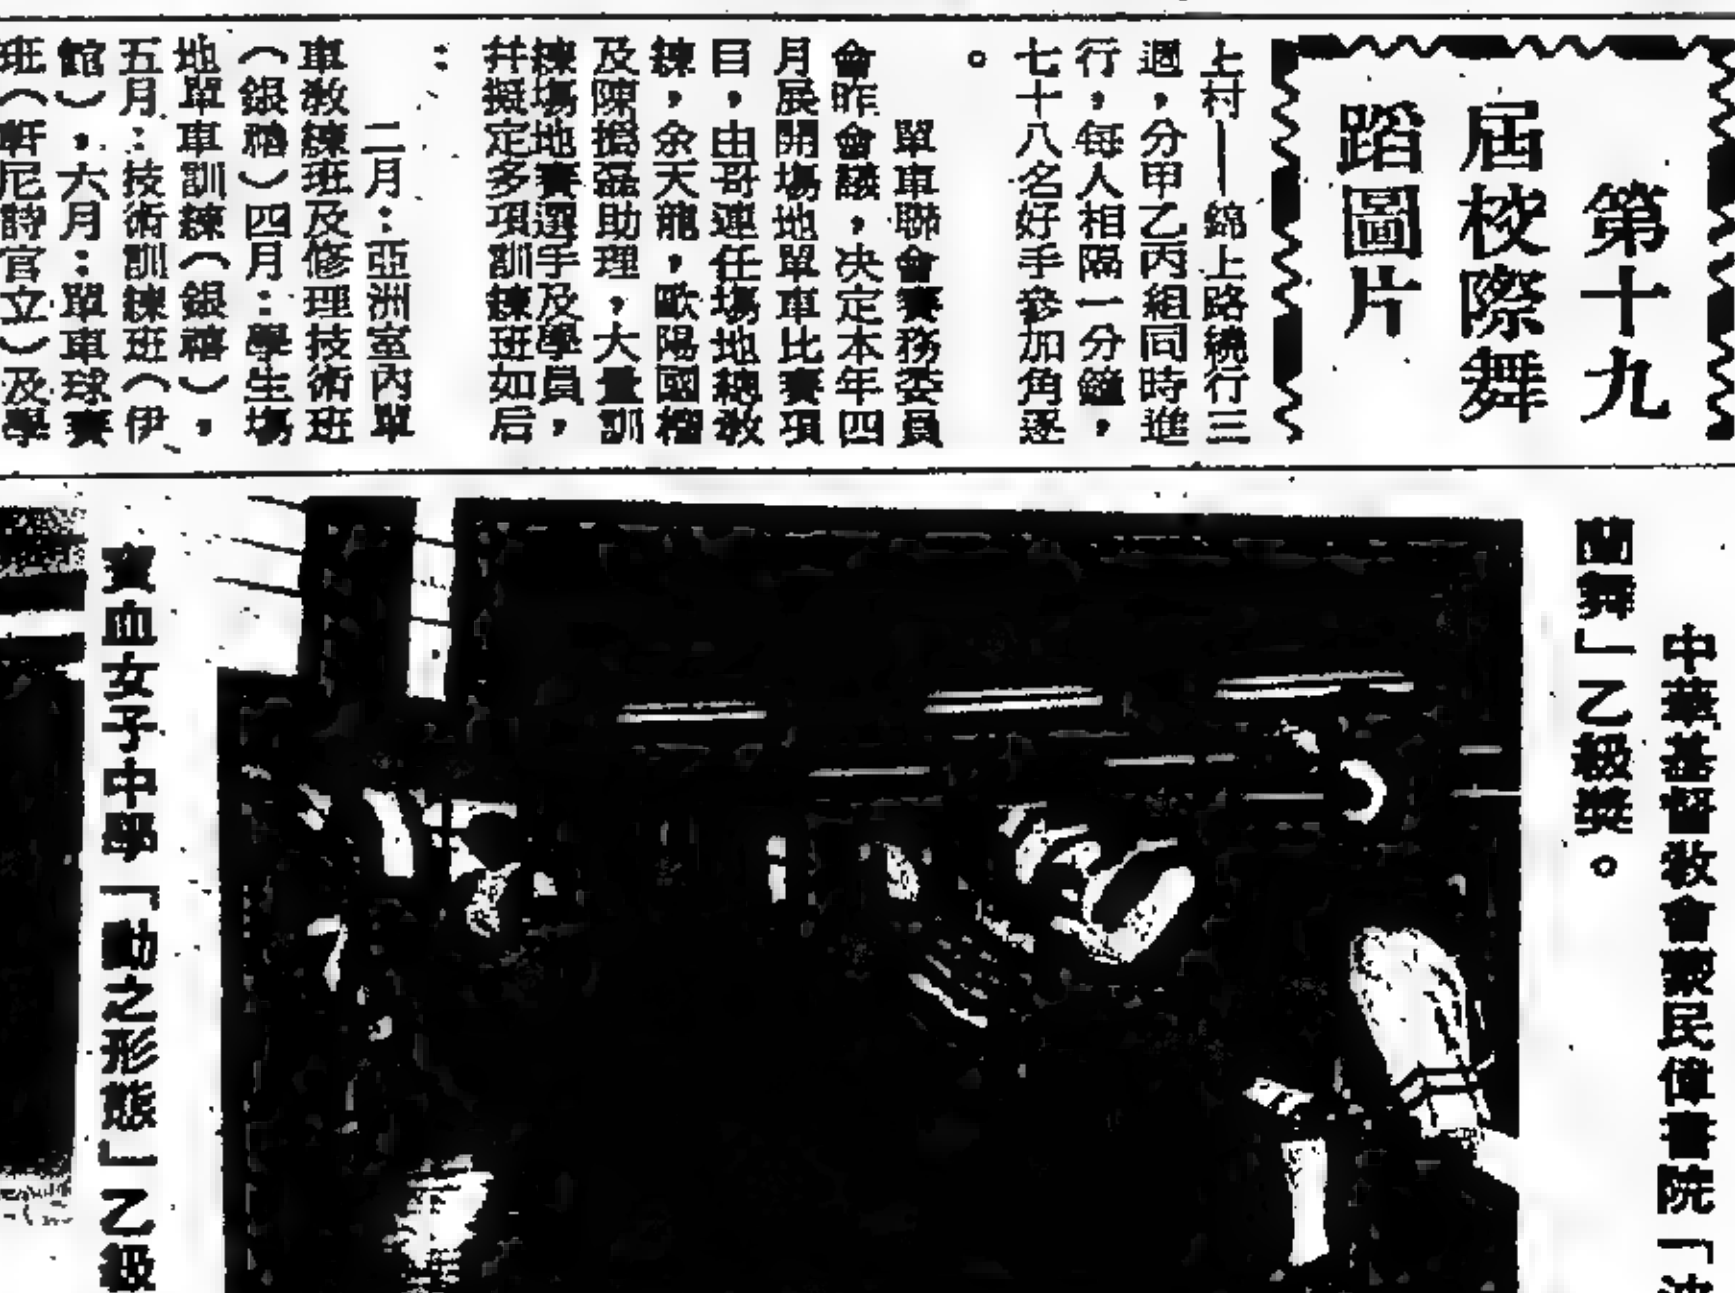 第十九
屆校際舞
蹈圖片
上村——錦上路繞行三
週，分甲乙丙組同時進
行，每人相隔一分鐘，
七十八名好手參加角逐
。
單車聯會賽務委員
會昨會議，決定本年四
月展開場地單車比賽項
目，由哥連任場地總教
練，余天龍，歐陽國
及陳 磊助理，大量訓
練場地賽選手及學員，
幷擬定多項訓練班如后
：
二月：亞洲室內單
車教練班及修理技術班
（銀禧）四月：學生場
地單車訓練（銀禧），
五月：技術訓練班（伊
館），六月：單車球賽
班（軒尼詩官立）及學
中華基督教會聚民偉書院「波
蘭舞」乙級獎。
寶血女子中學「動之形態」乙級